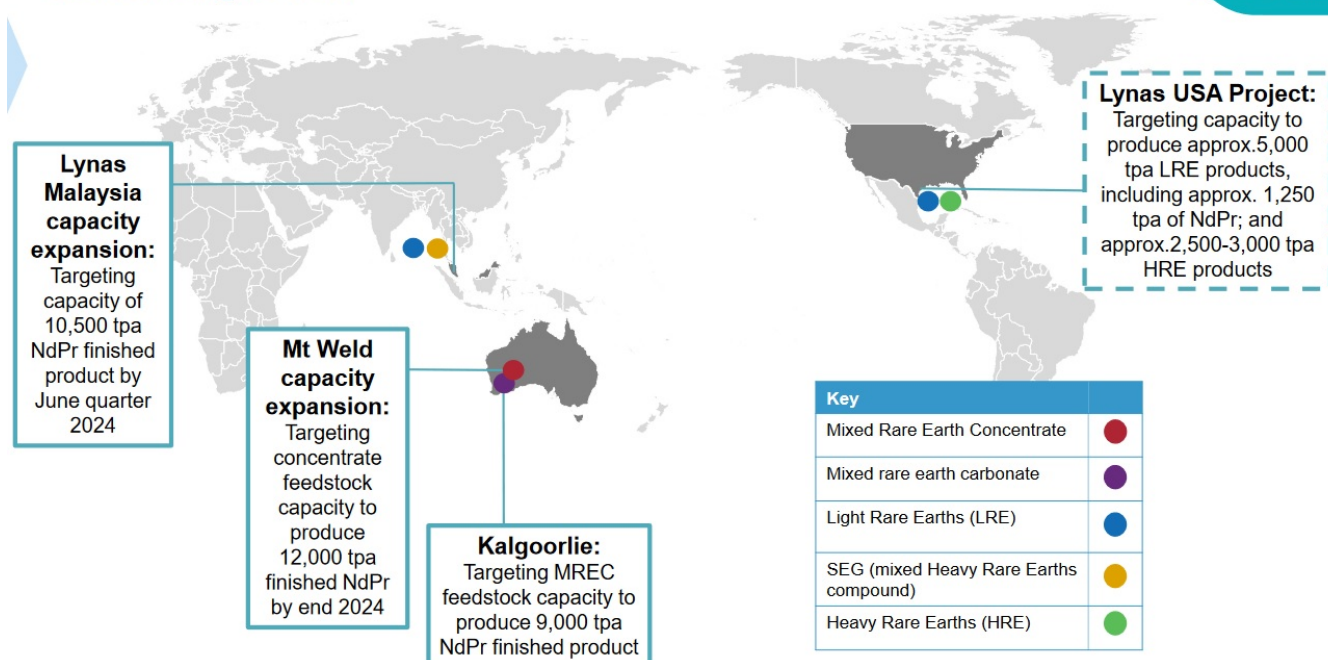 Lynas
Malaysia
capacity
expansion:
Targeting
capacity of
10,500 tpa
NdPr finished
product by
June quarter
2024
Mt Weld
capacity
expansion:
Targeting
concentrate
feedstock
capacity to
produce
12,000 tpa
finished NdPr
by end 2024
Kalgoorlie:
Targeting MREC
feedstock capacity to
produce 9,000 tpa
NdPr finished product
Lynas USA Project:
Targeting capacity to
produce approx.5,000
tpa LRE products,
including approx. 1,250
tpa of NdPr; and
approx.2,500-3,000 tpa
HRE products
Key
Mixed Rare Earth Concentrate
Mixed rare earth carbonate
Light Rare Earths (LRE)
SEG (mixed Heavy Rare Earths
compound)
Heavy Rare Earths (HRE)